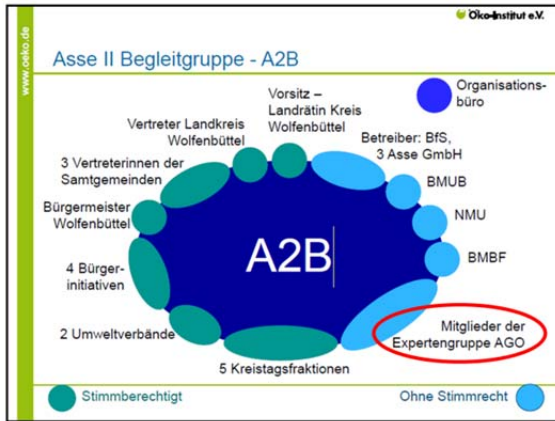 Öko-Institut e.V.
www.oeko.de
Asse II Begleitgruppe - A2B
Organisations-
büro
Vorsitz –
Landrätin Kreis
Wolfenbüttel
Vertreter Landkreis
Wolfenbüttel
Betreiber: BfS,
3 Asse GmbH
3 Vertreterinnen der
Samtgemeinden
BMUB
Bürgermeister
Wolfenbüttel
NMU
A2B
BMBF
4 Bürger-
initiativen
2 Umweltverbände
Mitglieder der
Expertengruppe AGO
5 Kreistagsfraktionen
Stimmberechtigt
Ohne Stimmrecht